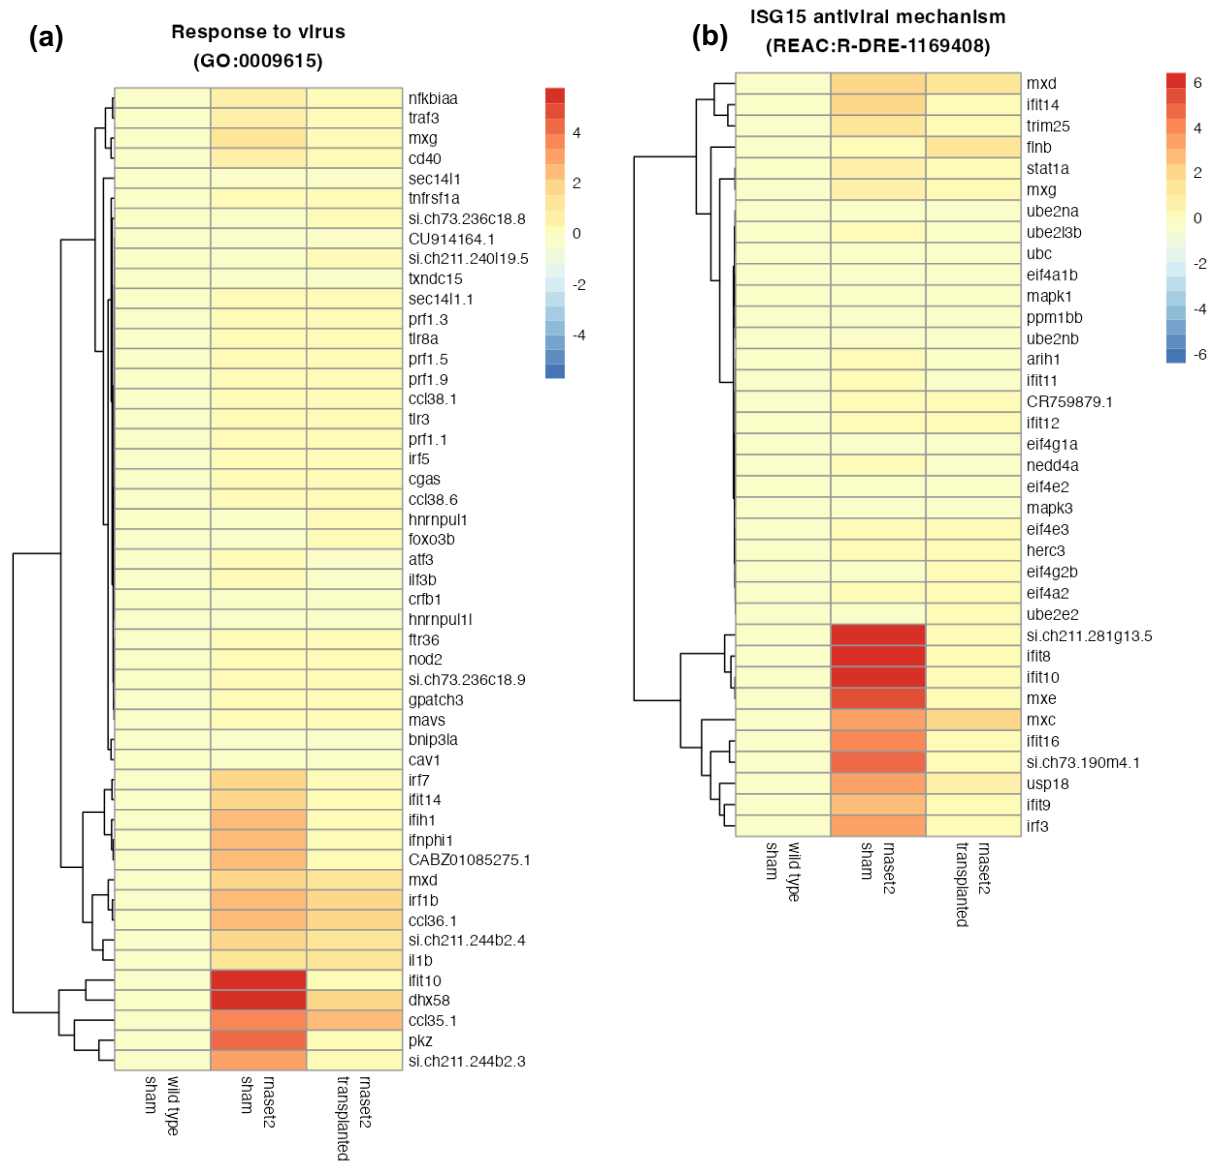 (a)
Response to virus
(GO:0009615)
nfkbiaa
traf3
mxg
cd40
sec14l1
tnfrsf1a
si.ch73.236c18.8
CU914164.1
si.ch211.240l19.5
txndc15
sec14l1.1
prf1.3
tlr8a
prf1.5
prf1.9
ccl38.1
tlr3
prf1.1
irf5
cgas
ccl38.6
hnrnpul1
foxo3b
atf3
ilf3b
crfb1
hnrnpul1l
ftr36
nod2
si.ch73.236c18.9
gpatch3
mavs
bnip3la
cav1
irf7
ifit14
ifih1
ifnphi1
CABZ01085275.1
mxd
irf1b
ccl36.1
si.ch211.244b2.4
il1b
ifit10
dhx58
ccl35.1
pkz
si.ch211.244b2.3
4
2
0
-2
-4
wild type
sham
rnaset2
sham
rnaset2
transplanted
(b)
ISG15 antiviral mechanism
(REAC:R-DRE-1169408)
mxd
ifit14
trim25
flnb
stat1a
mxg
ube2na
ube2l3b
ubc
eif4a1b
mapk1
ppm1bb
ube2nb
arih1
ifit11
CR759879.1
ifit12
eif4g1a
nedd4a
eif4e2
mapk3
eif4e3
herc3
eif4g2b
eif4a2
ube2e2
si.ch211.281g13.5
ifit8
ifit10
mxe
mxc
ifit16
si.ch73.190m4.1
usp18
ifit9
irf3
6
4
2
0
-2
-4
-6
wild type
sham
rnaset2
sham
rnaset2
transplanted